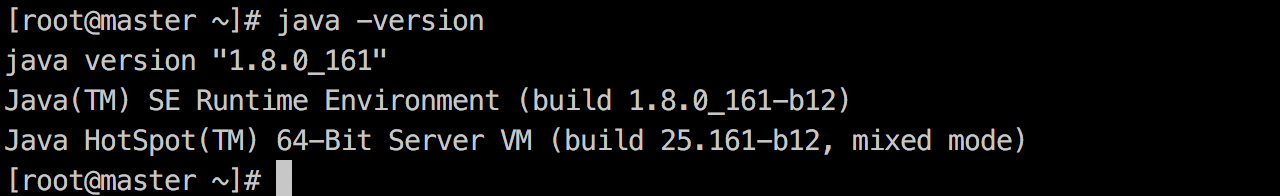 [root@master ~]# java -version
java version "1.8.0_161"
Java(TM) SE Runtime Environment (build 1.8.0_161-b12)
Java HotSpot(TM) 64-Bit Server VM (build 25.161-b12, mixed mode)
[root@master ~]#